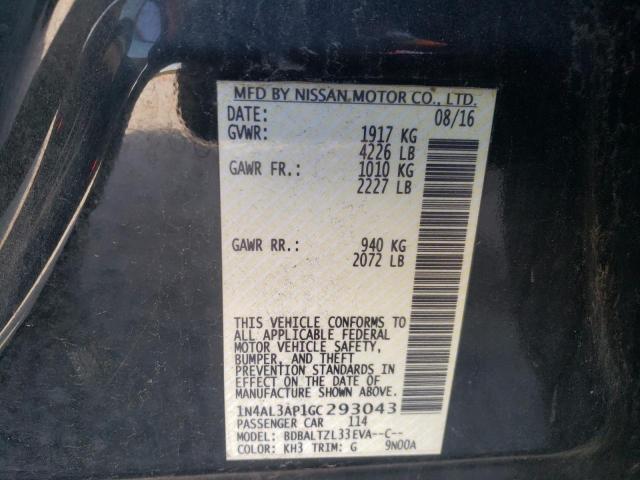 MFD BY NISSAN MOTOR CO., LTD.
DATE: 08/16
GVWR: 1917 KG
4226 LB
GAWR FR.: 1010 KG
2227 LB
GAWR RR.: 940 KG
2072 LB
THIS VEHICLE CONFORMS TO
ALL APPLICABLE FEDERAL
MOTOR VEHICLE SAFETY,
BUMPER, AND THEFT
PREVENTION STANDARDS IN
EFFECT ON THE DATE OF
MANUFACTURE SHOWN ABOVE.
1N4AL3AP1GC293043
PASSENGER CAR 114
MODEL: BDBALTZL33EVA--C--
COLOR: KH3 TRIM: G 9N00A